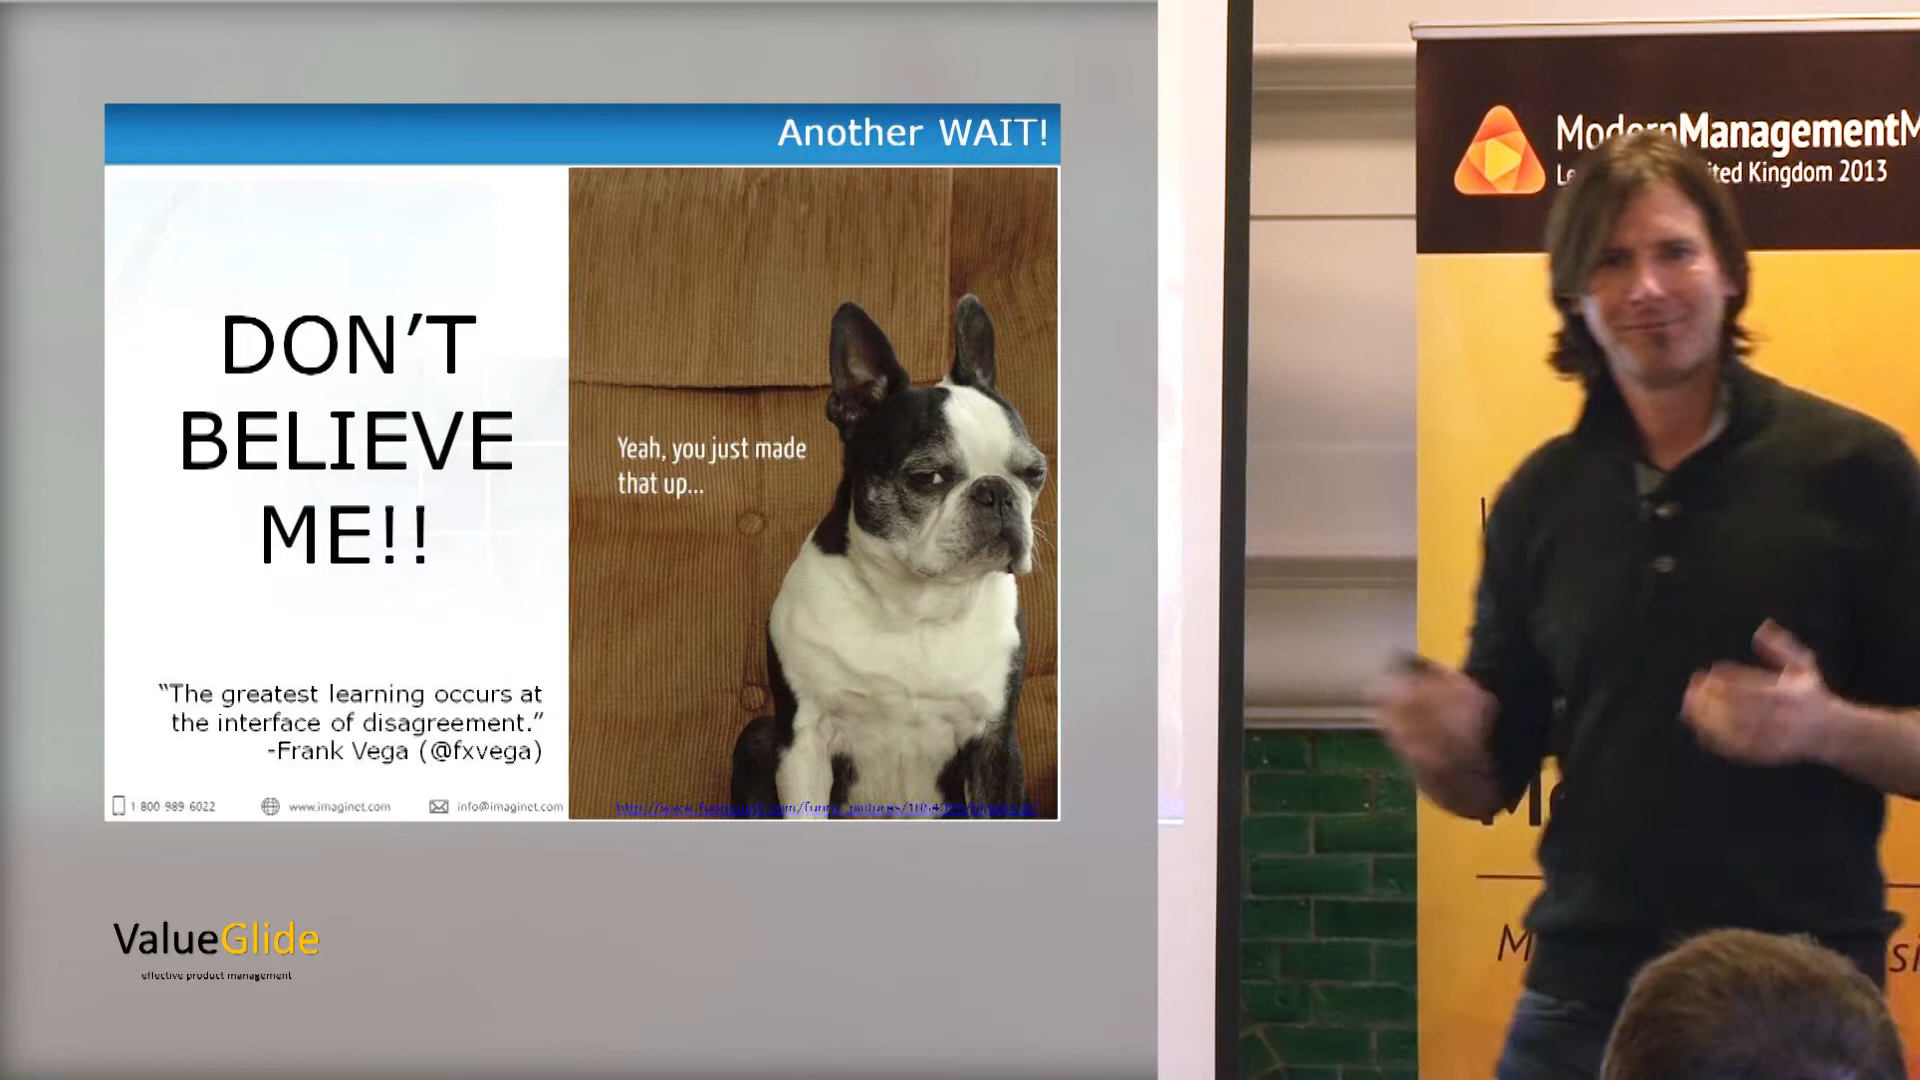 Another WAIT!
DON'T
BELIEVE
ME!!
Yeah, you just made
that up...
"The greatest learning occurs at
the interface of disagreement."
-Frank Vega (@fxvega)
1 800 989 6022
www.imaginet.com
info@imaginet.com
ValueGlide
effective product management
ModernManagementM
United Kingdom 2013